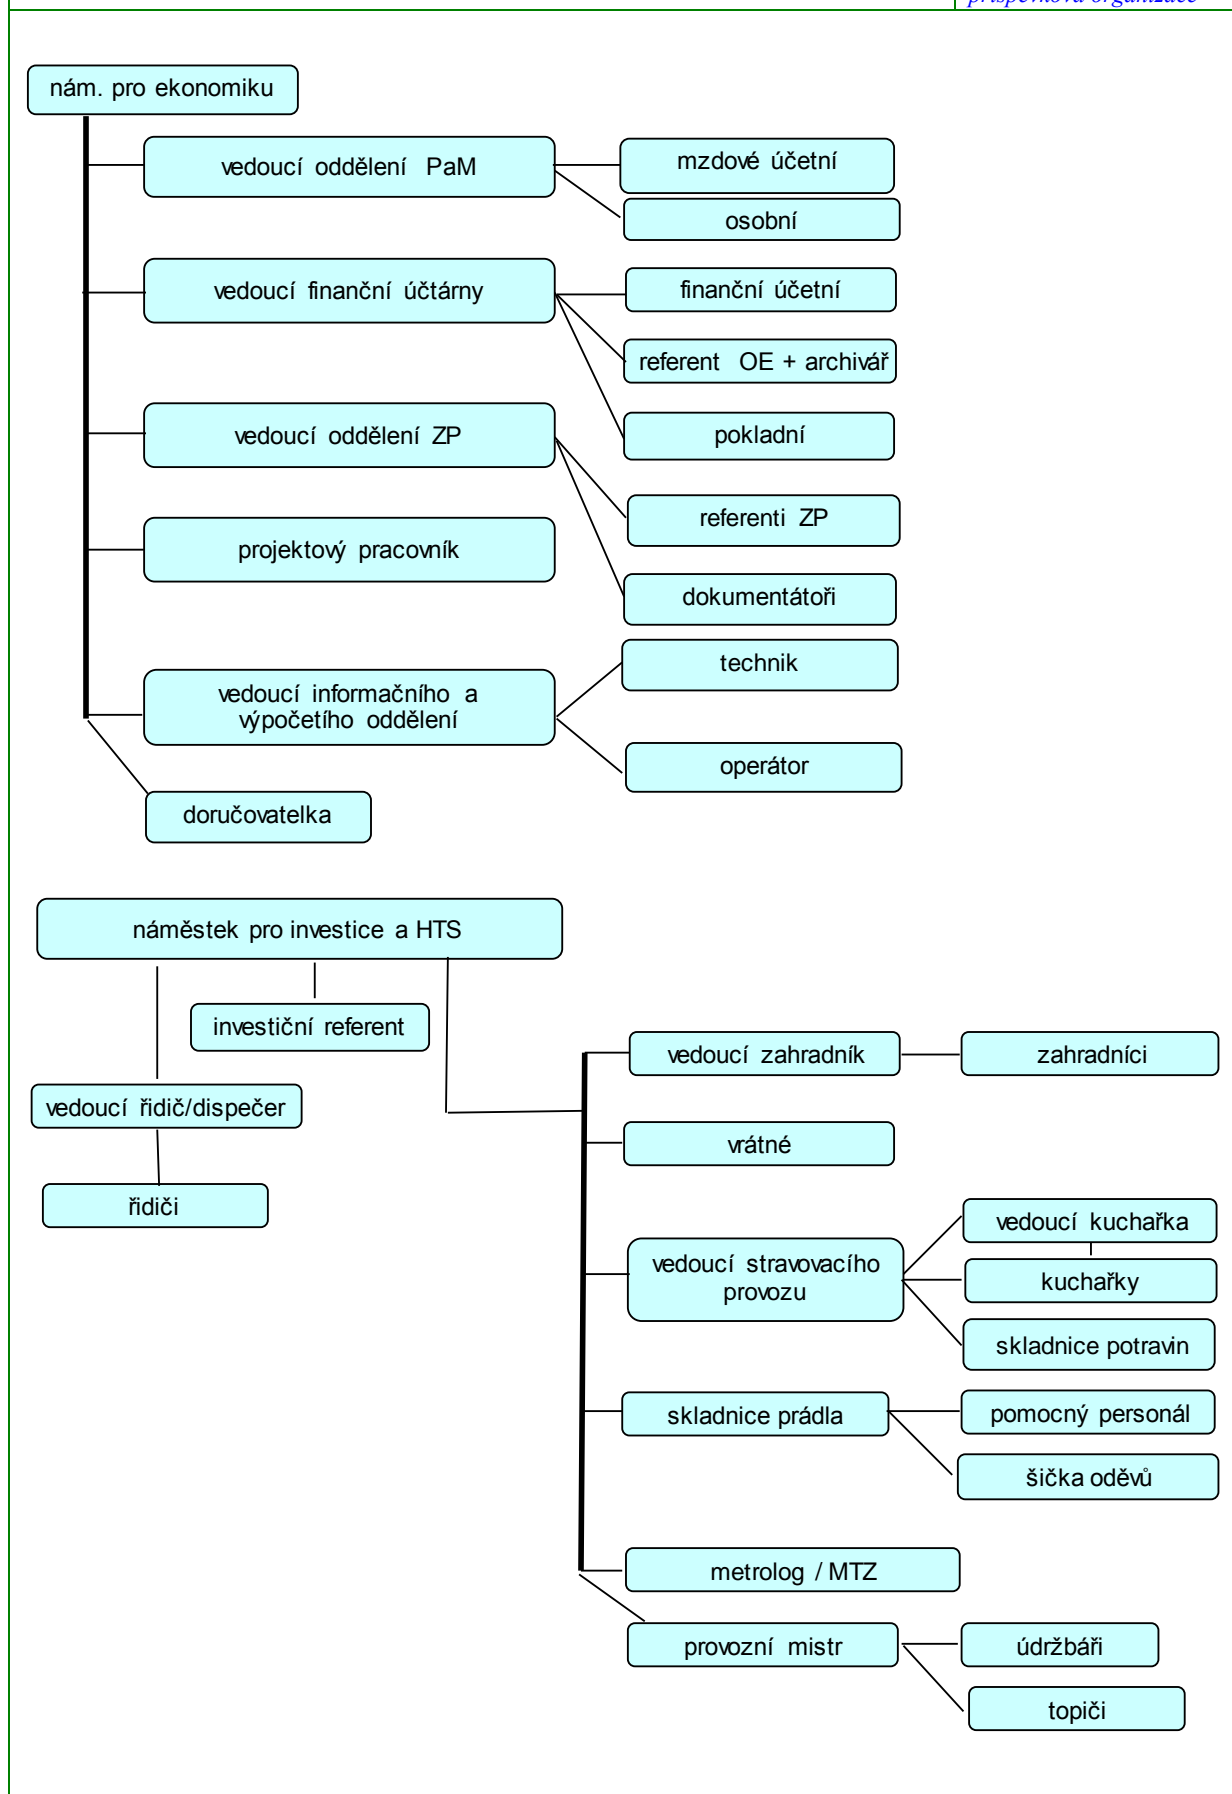 příspěvková organizace
nám. pro ekonomiku
vedoucí oddělení PaM
mzdové účetní
osobní
vedoucí finanční účtárny
finanční účetní
referent OE + archivář
vedoucí oddělení ZP
pokladní
referenti ZP
projektový pracovník
dokumentátoři
technik
vedoucí informačního a
výpočetího oddělení
operátor
doručovatelka
náměstek pro investice a HTS
investiční referent
vedoucí zahradník
zahradníci
vedoucí řidič/dispečer
vrátné
řidiči
vedoucí kuchařka
vedoucí stravovacího
provozu
kuchařky
skladnice potravin
skladnice prádla
pomocný personál
šička oděvů
metrolog / MTZ
provozní mistr
údržbáři
topiči